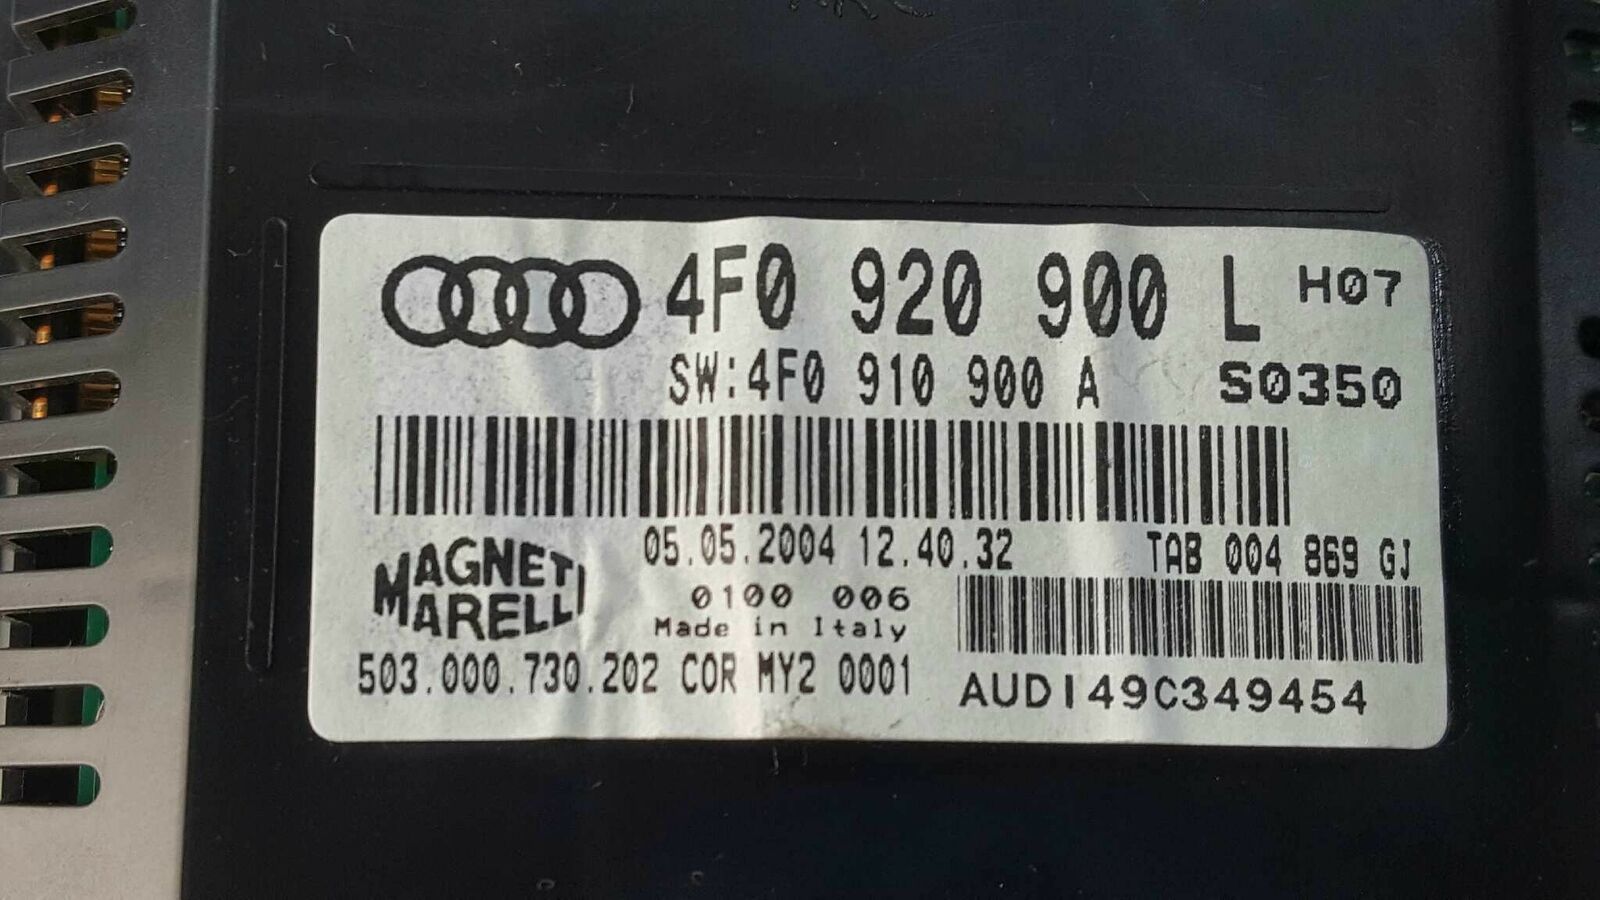 4F0 920 900 L H07
SW:4F0 910 900 A S0350
05.05.2004 12.40.32 TAB 004 869 GJ
MAGNETI
MARELLI
0100 006
Made in Italy
503.000.730.202 COR MY2 0001
AUDI49C349454